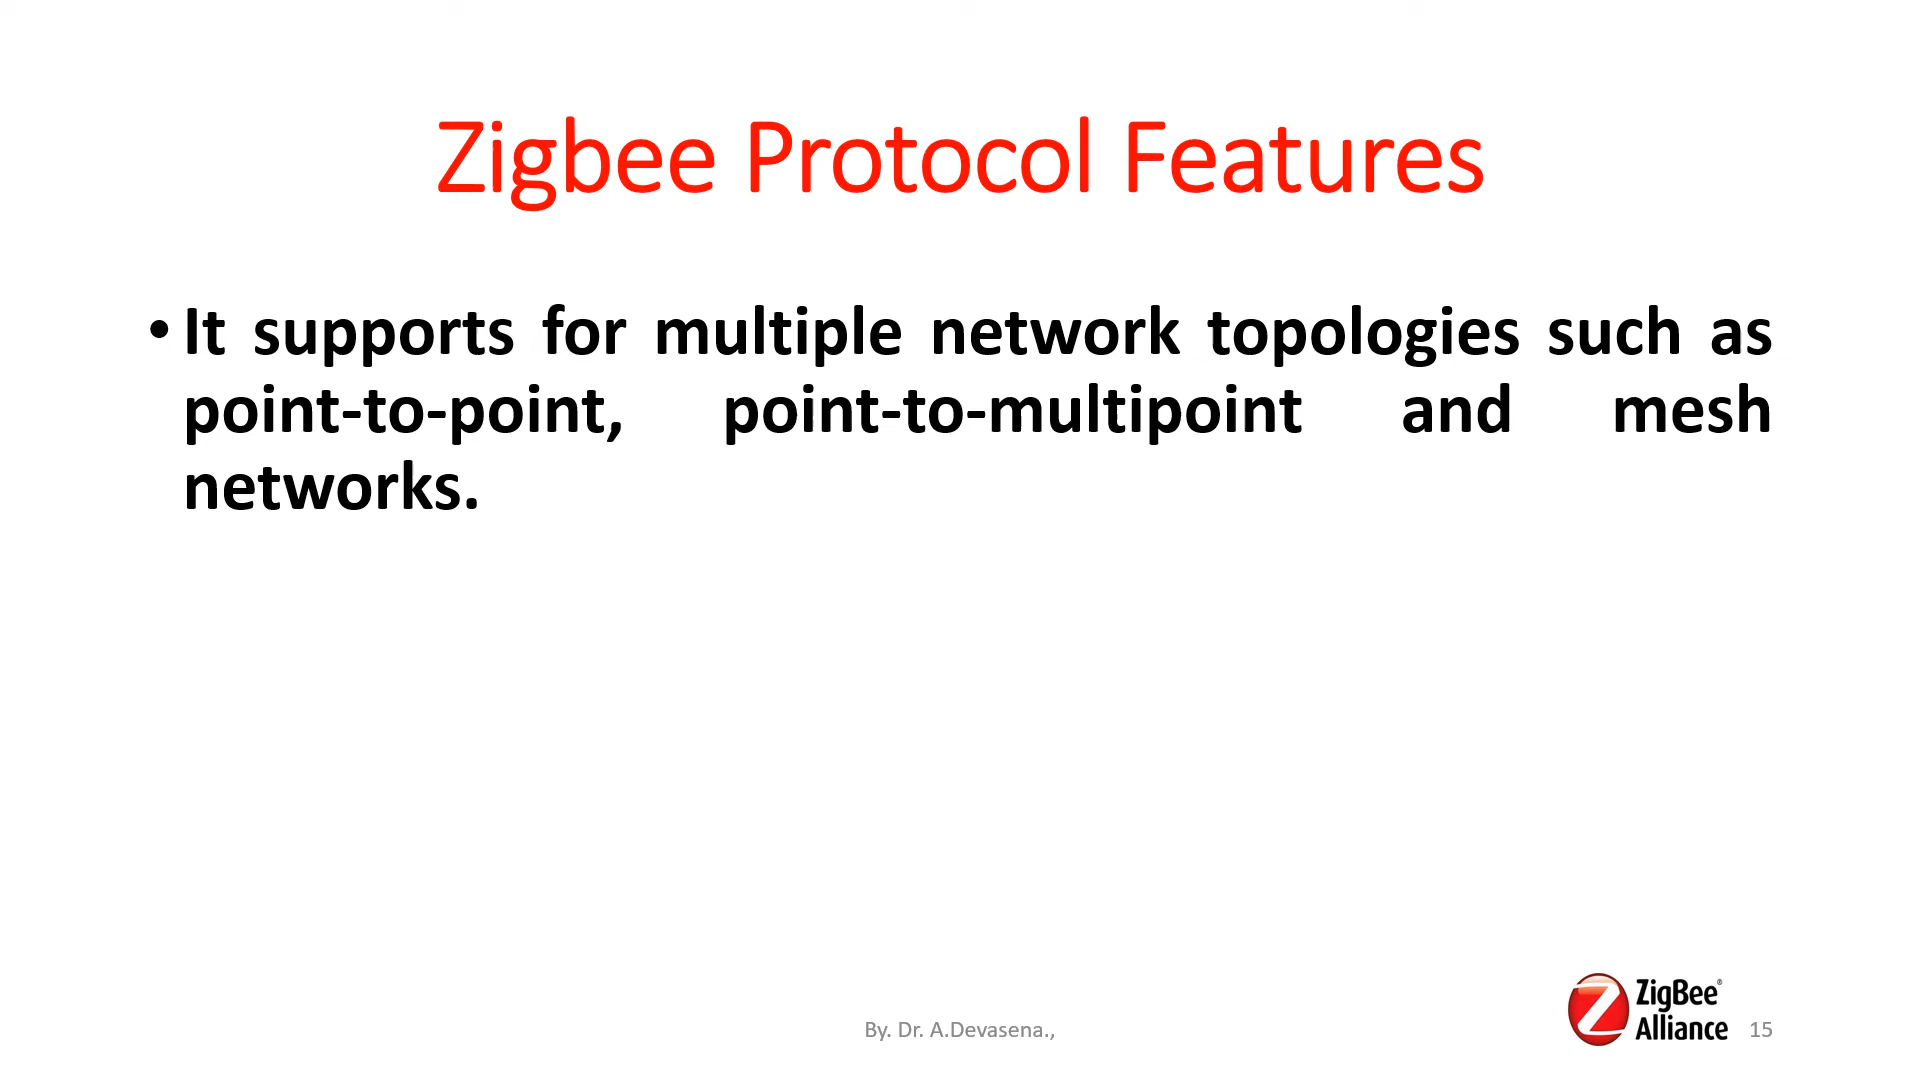 Zigbee Protocol Features
• It supports for multiple network topologies such as
point-to-point, point-to-multipoint and mesh
networks.
By. Dr. A.Devasena.,
ZigBee®
Alliance
15